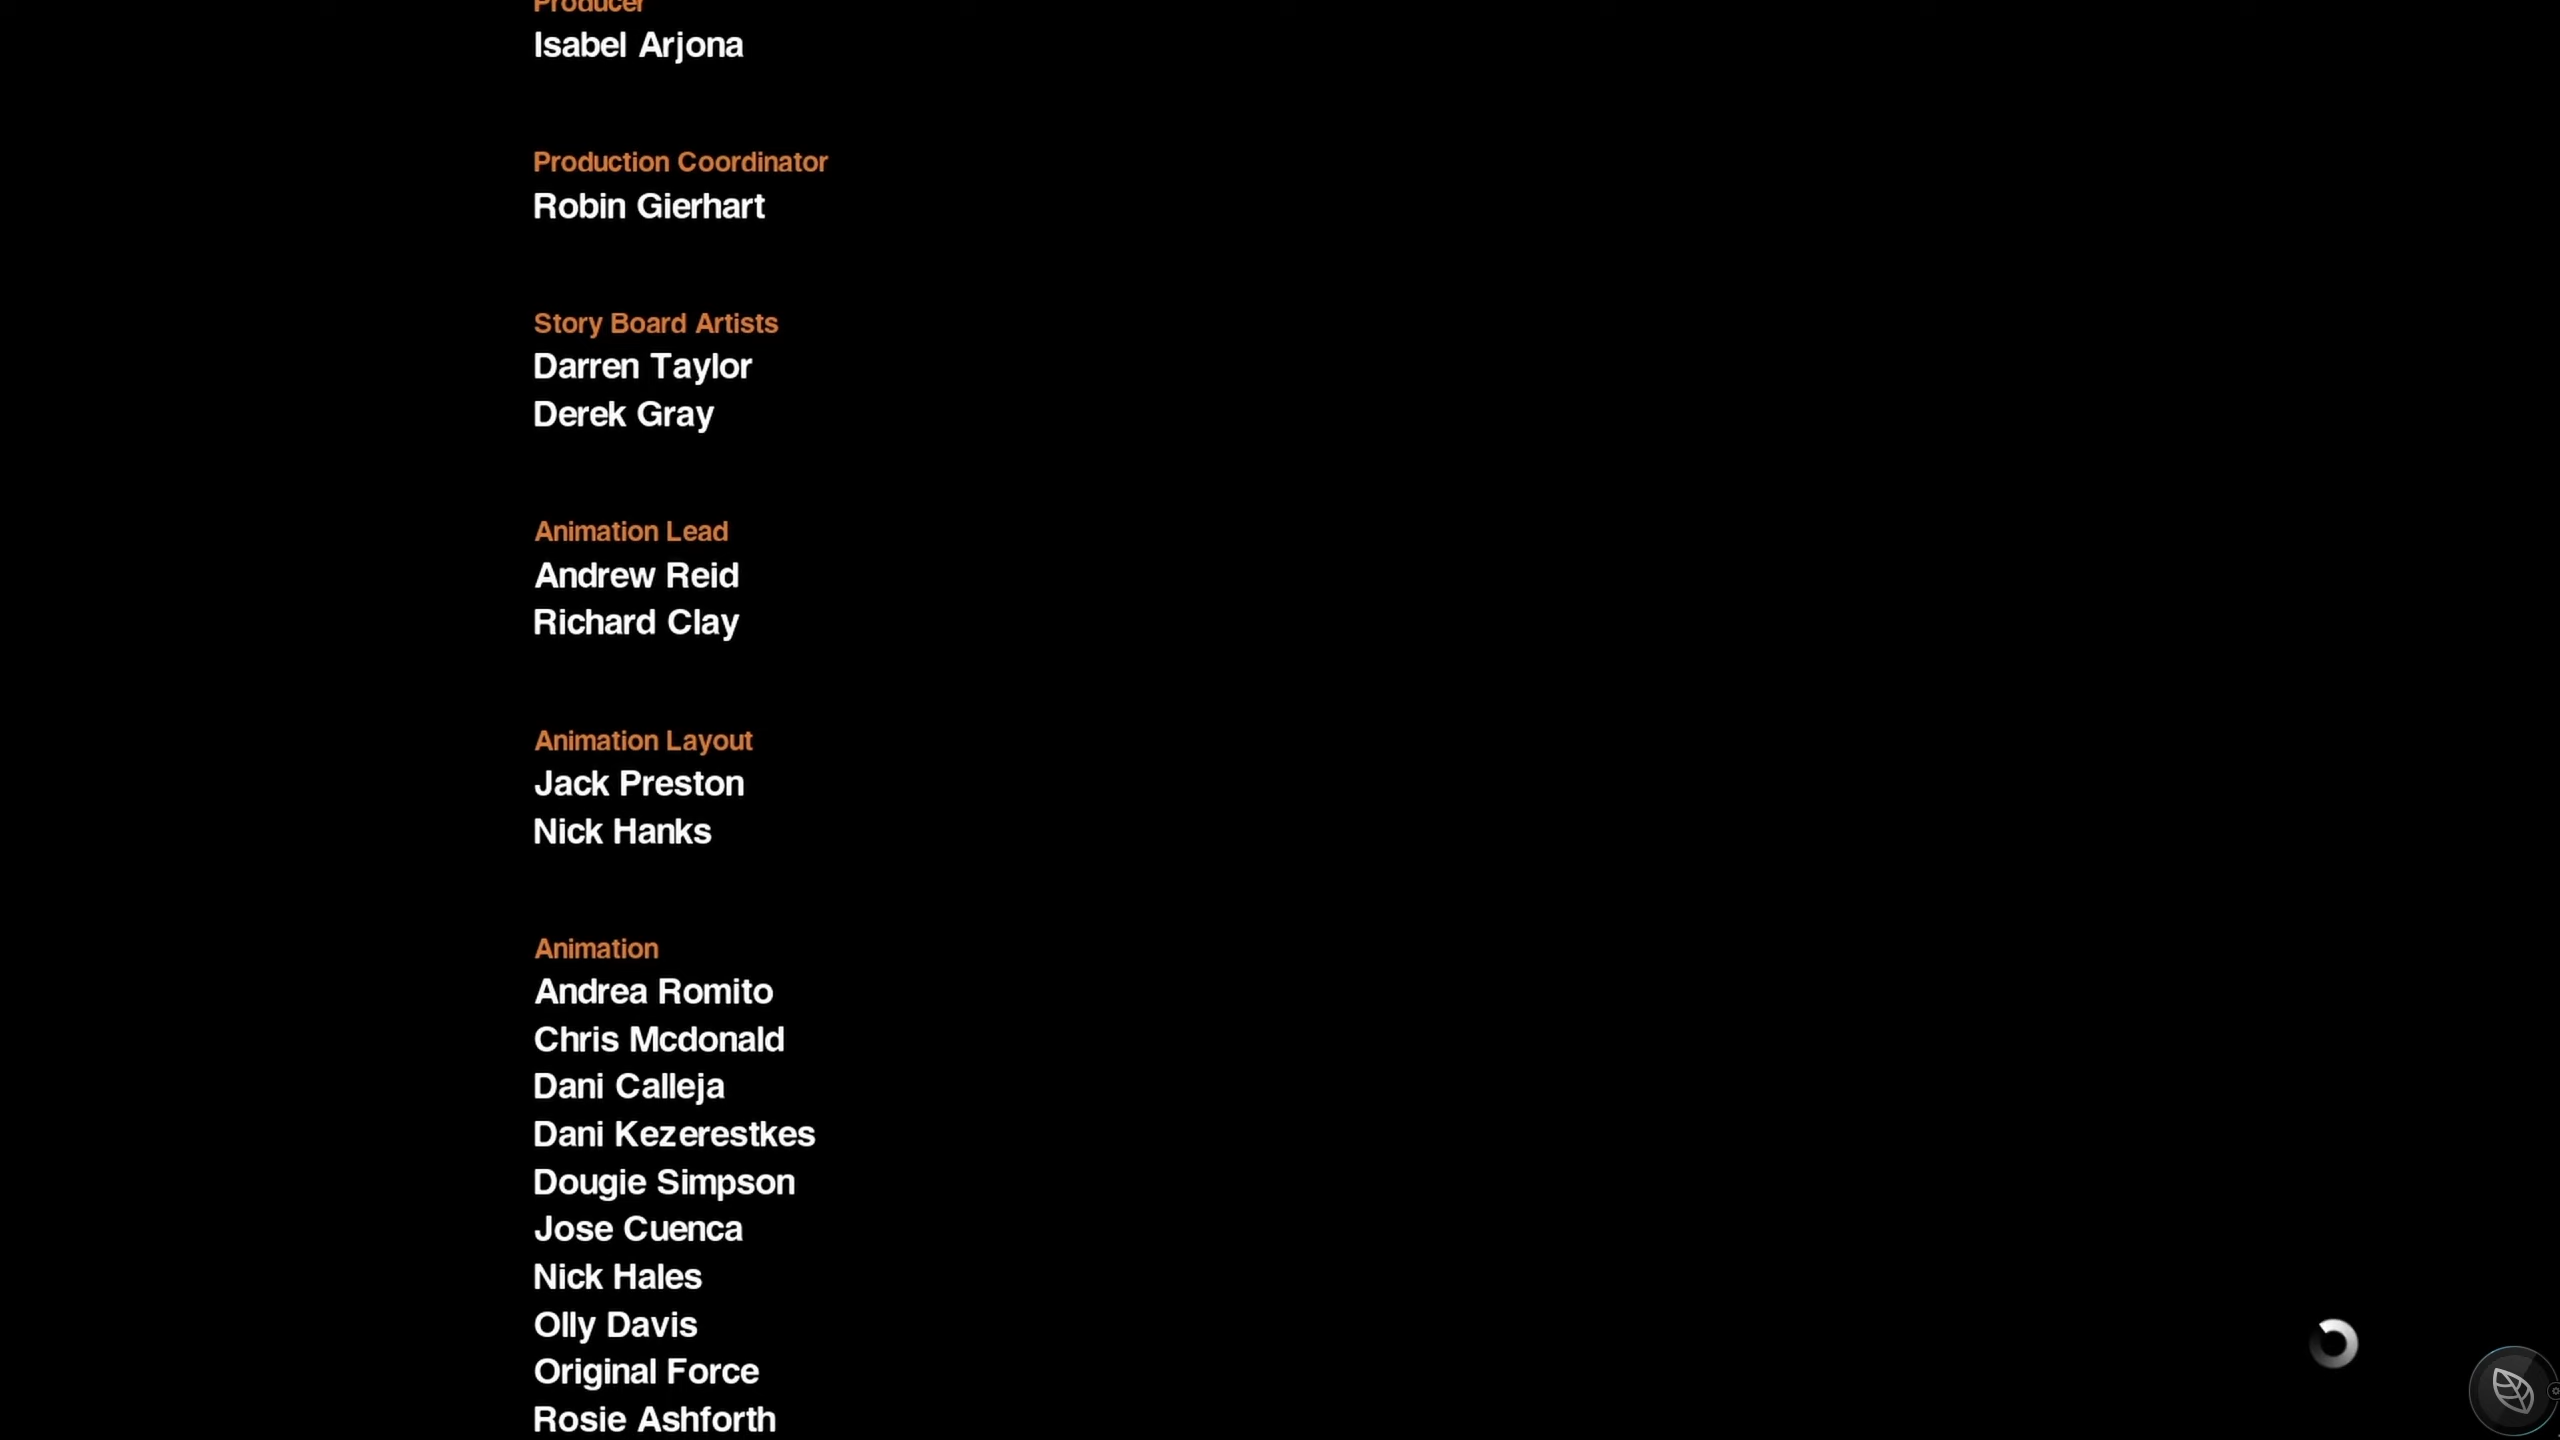 Producer
Isabel Arjona
Production Coordinator
Robin Gierhart
Story Board Artists
Darren Taylor
Derek Gray
Animation Lead
Andrew Reid
Richard Clay
Animation Layout
Jack Preston
Nick Hanks
Animation
Andrea Romito
Chris Mcdonald
Dani Calleja
Dani Kezerestkes
Dougie Simpson
Jose Cuenca
Nick Hales
Olly Davis
Original Force
Rosie Ashforth